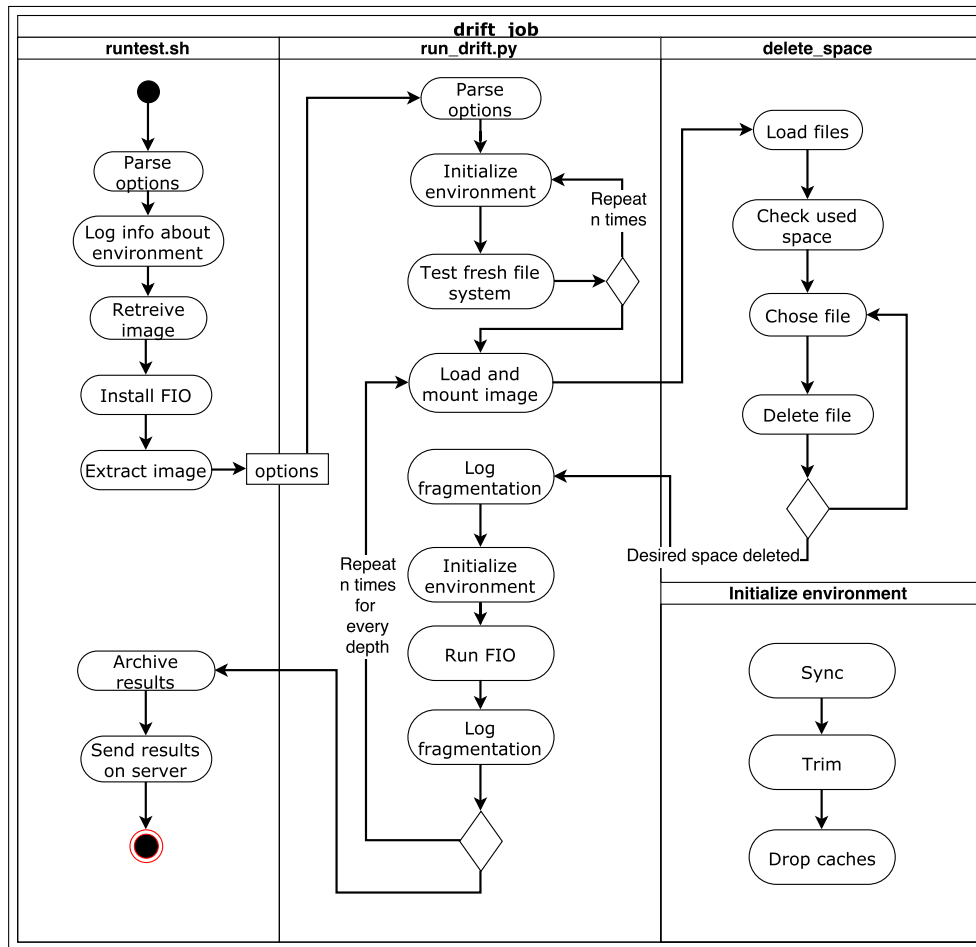 drift_job
runtest.sh
run_drift.py
delete_space
Parse
options
Log info about
environment
Retreive
image
Install FIO
Extract image
options
Archive
results
Send results
on server
Parse
options
Initialize
environment
Repeat
n times
Test fresh file
system
Load and
mount image
Log
fragmentation
Initialize
environment
Repeat
n times
for
every
depth
Run FIO
Log
fragmentation
Load files
Check used
space
Chose file
Delete file
Desired space deleted
Initialize environment
Sync
Trim
Drop caches